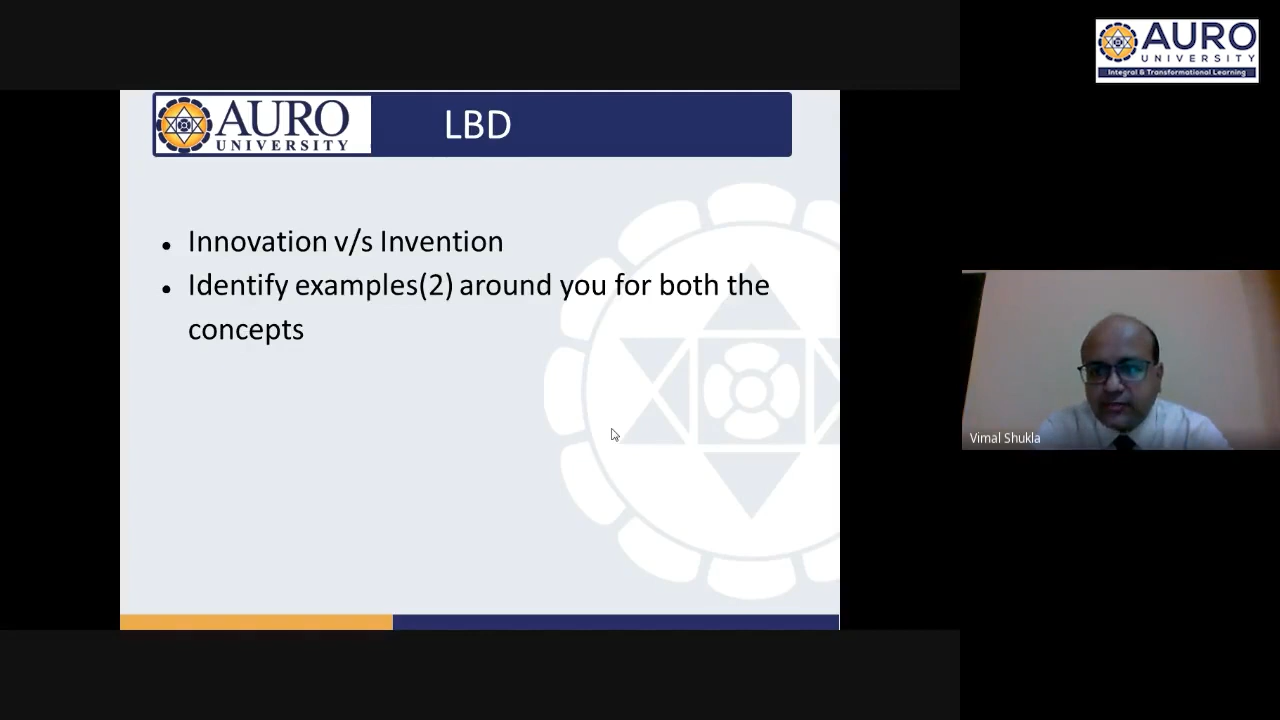 AURO
UNIVERSITY
Integral & Transformational Learning
AURO
UNIVERSITY
LBD
• Innovation v/s Invention
• Identify examples(2) around you for both the
concepts
Vimal Shukla